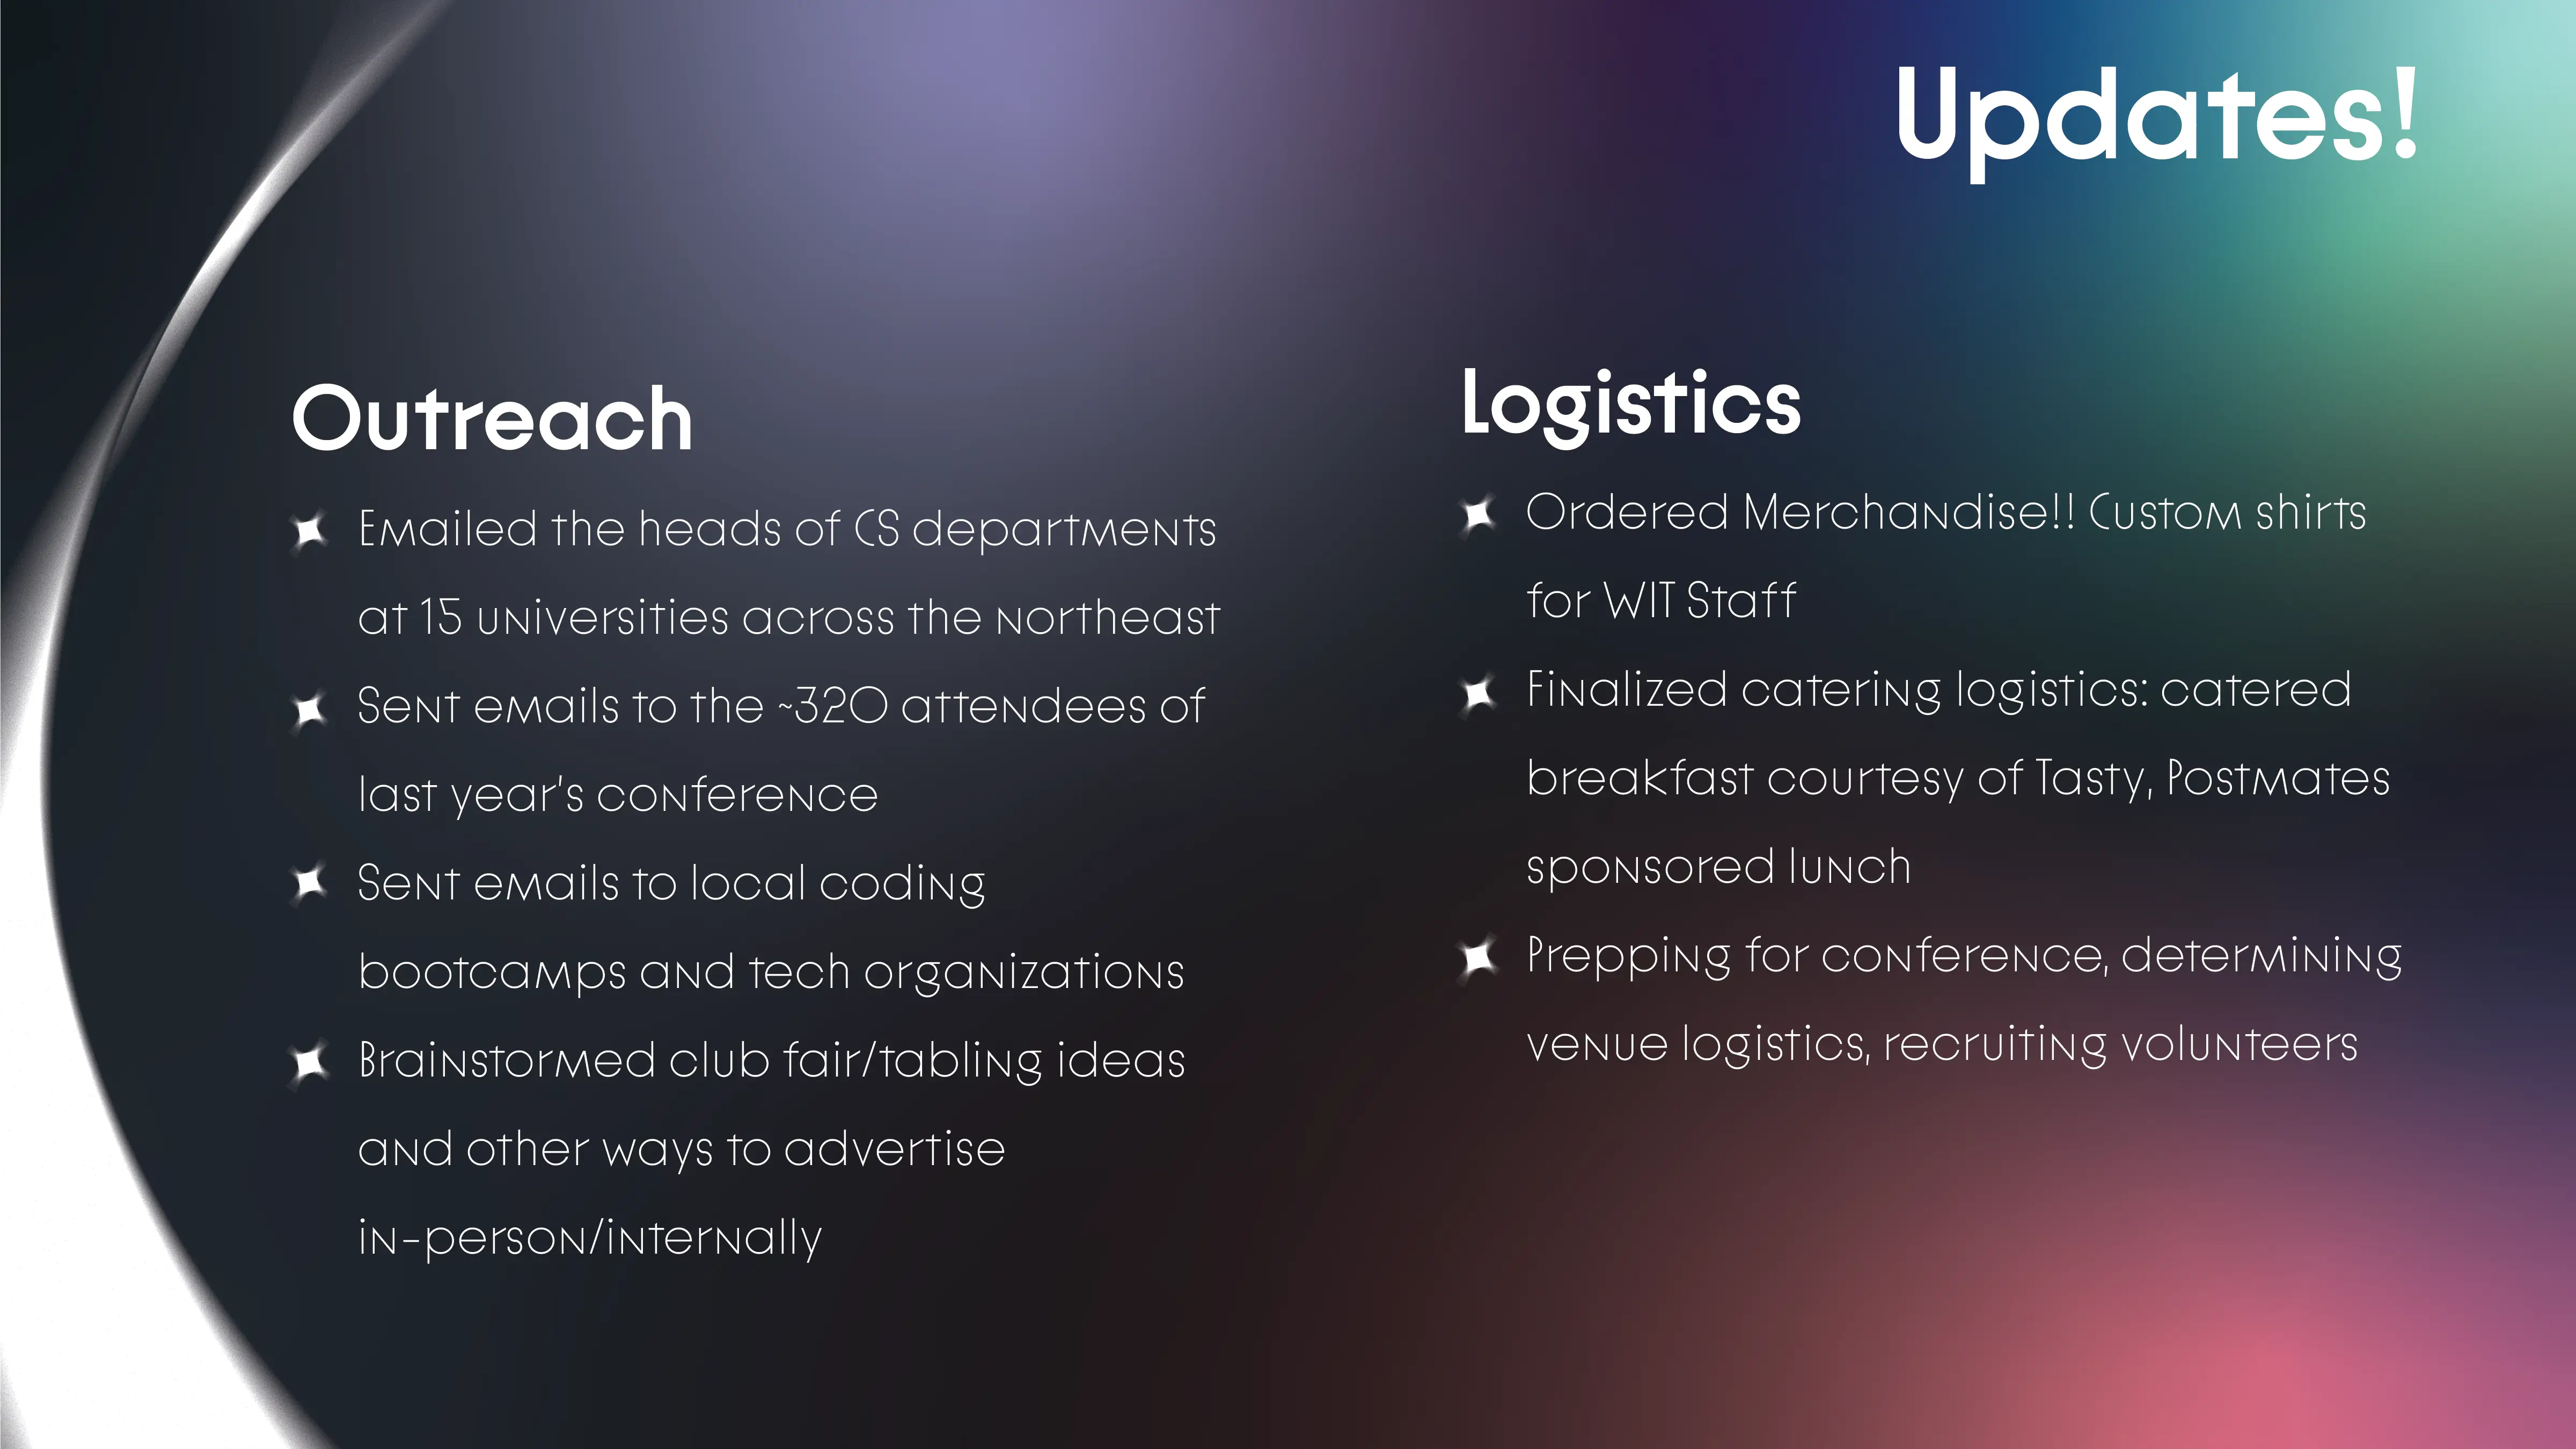 Updates!
Outreach
Emailed the heads of CS departments
at 15 universities across the northeast
Sent emails to the ~320 attendees of
last year's conference
Sent emails to local coding
bootcamps and tech organizations
Brainstormed club fair/tabling ideas
and other ways to advertise
in-person/internally
Logistics
Ordered Merchandise!! Custom shirts
for WIT Staff
Finalized catering logistics: catered
breakfast courtesy of Tasty, Postmates
sponsored lunch
Prepping for conference, determining
venue logistics, recruiting volunteers